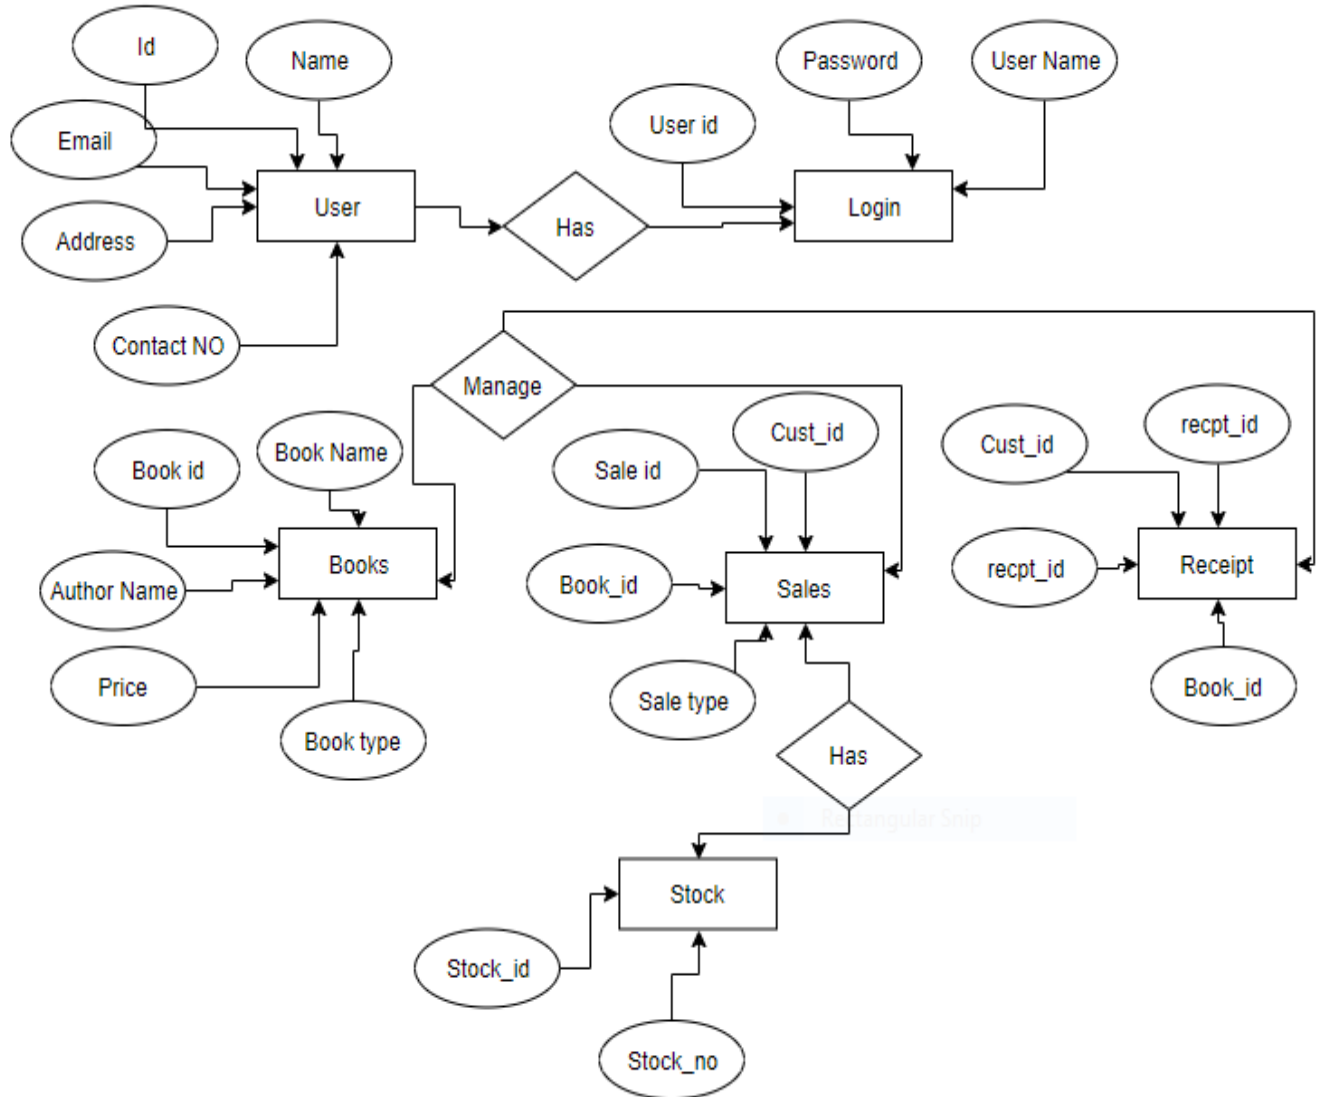 Id
Name
Password
User Name
Email
User id
Address
User
Has
Login
Contact NO
Manage
Book id
Book Name
Sale id
Cust_id
Cust_id
recpt_id
Author Name
Books
Book_id
Sales
recpt_id
Receipt
Price
Book type
Sale type
Book_id
Has
Rectangular Snip
Stock
Stock_id
Stock_no